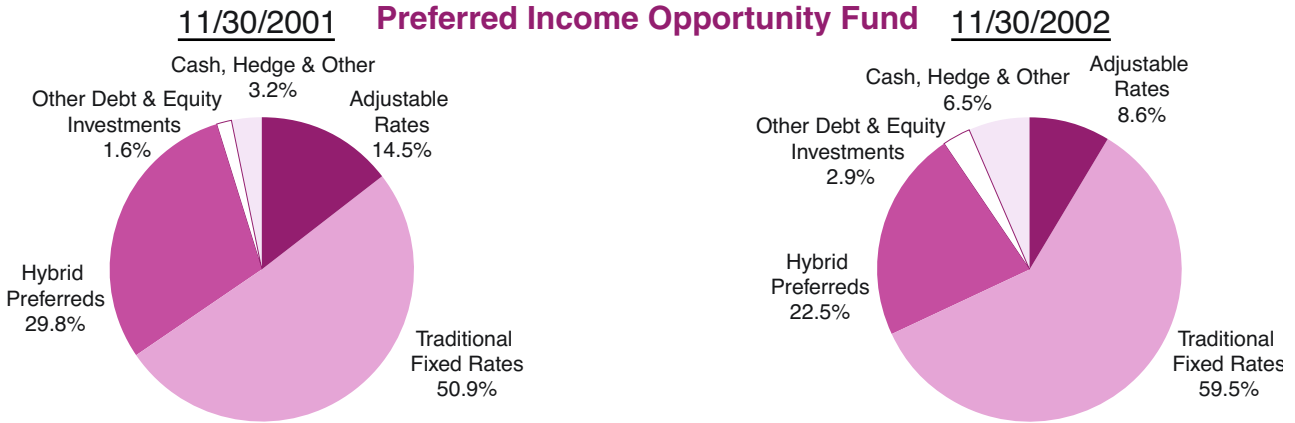 Preferred Income Opportunity Fund
11/30/2001
Cash, Hedge & Other
3.2%
Adjustable
Rates
14.5%
Other Debt & Equity
Investments
1.6%
Hybrid
Preferreds
29.8%
Traditional
Fixed Rates
50.9%
11/30/2002
Cash, Hedge & Other
6.5%
Adjustable
Rates
8.6%
Other Debt & Equity
Investments
2.9%
Hybrid
Preferreds
22.5%
Traditional
Fixed Rates
59.5%